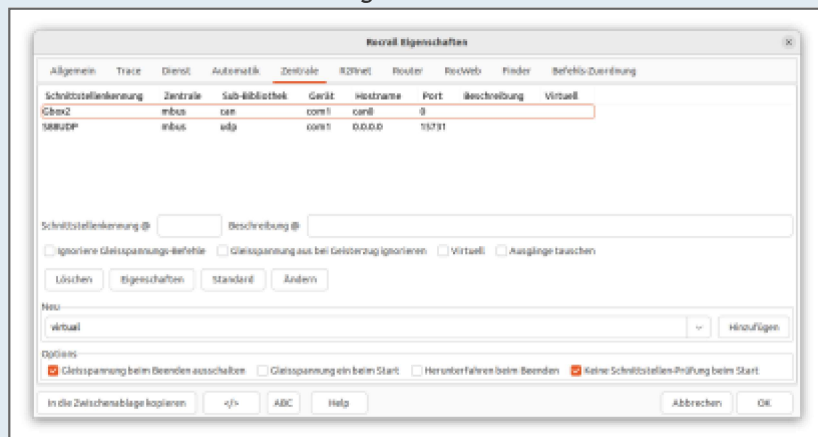 Rocrail Eigenschaften
Allgemein Trace Dienst Automatik Zentrale R2Rnet Router RocWeb Finder Befehls-Zuordnung
Schnittstellenkennung Zentrale Sub-Bibliothek Gerät Hostname Port Beschreibung Virtuell
Gbox2 mbus can com1 can0 0
S88UDP mbus udp com1 0.0.0.0 15731
Schnittstellenkennung @ Beschreibung @
Ignoriere Gleisspannungs-Befehle Gleisspannung aus bei Geisterzug ignorieren Virtuell Ausgänge tauschen
Löschen Eigenschaften Standard Ändern
Neu
virtual Hinzufügen
Options
Gleisspannung beim Beenden ausschalten Gleisspannung ein beim Start Herunterfahren beim Beenden Keine Schnittstellen-Prüfung beim Start
In die Zwischenablage kopieren </> ABC Help Abbrechen OK